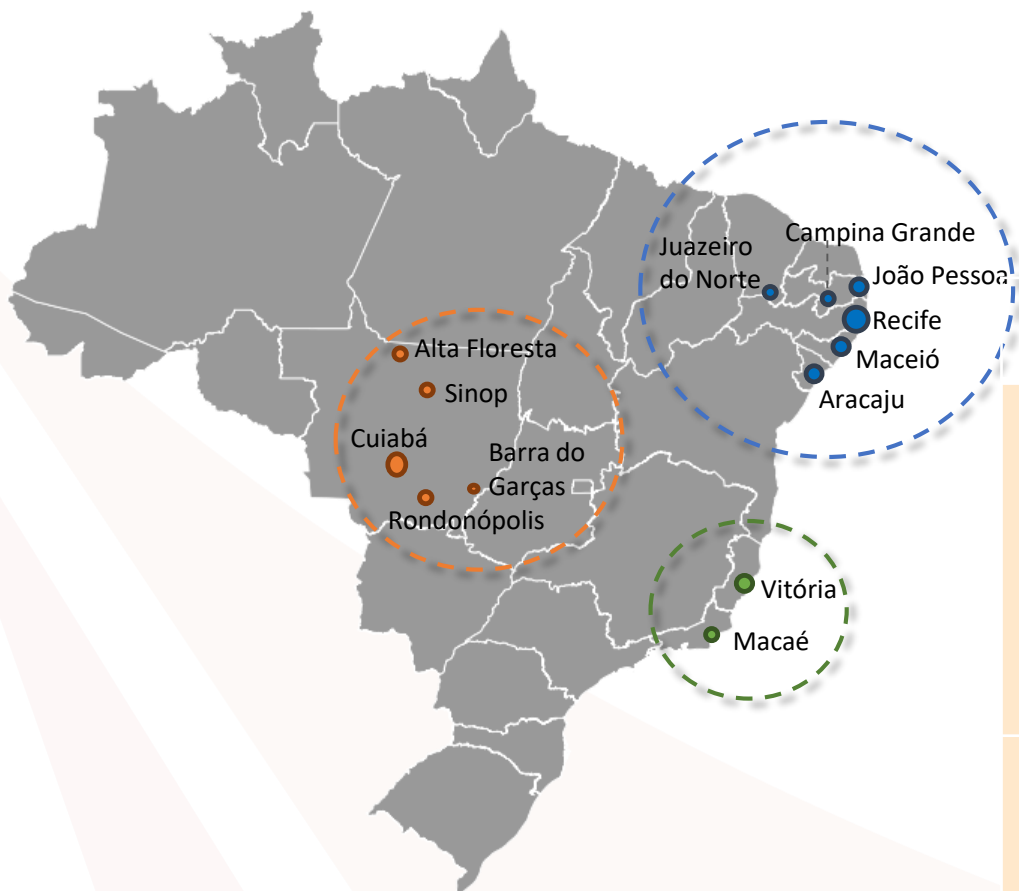 Campina Grande
Juazeiro
do Norte
João Pessoa
Recife
Maceió
Aracaju
Alta Floresta
Sinop
Cuiabá
Barra do
Garças
Rondonópolis
Vitória
Macaé